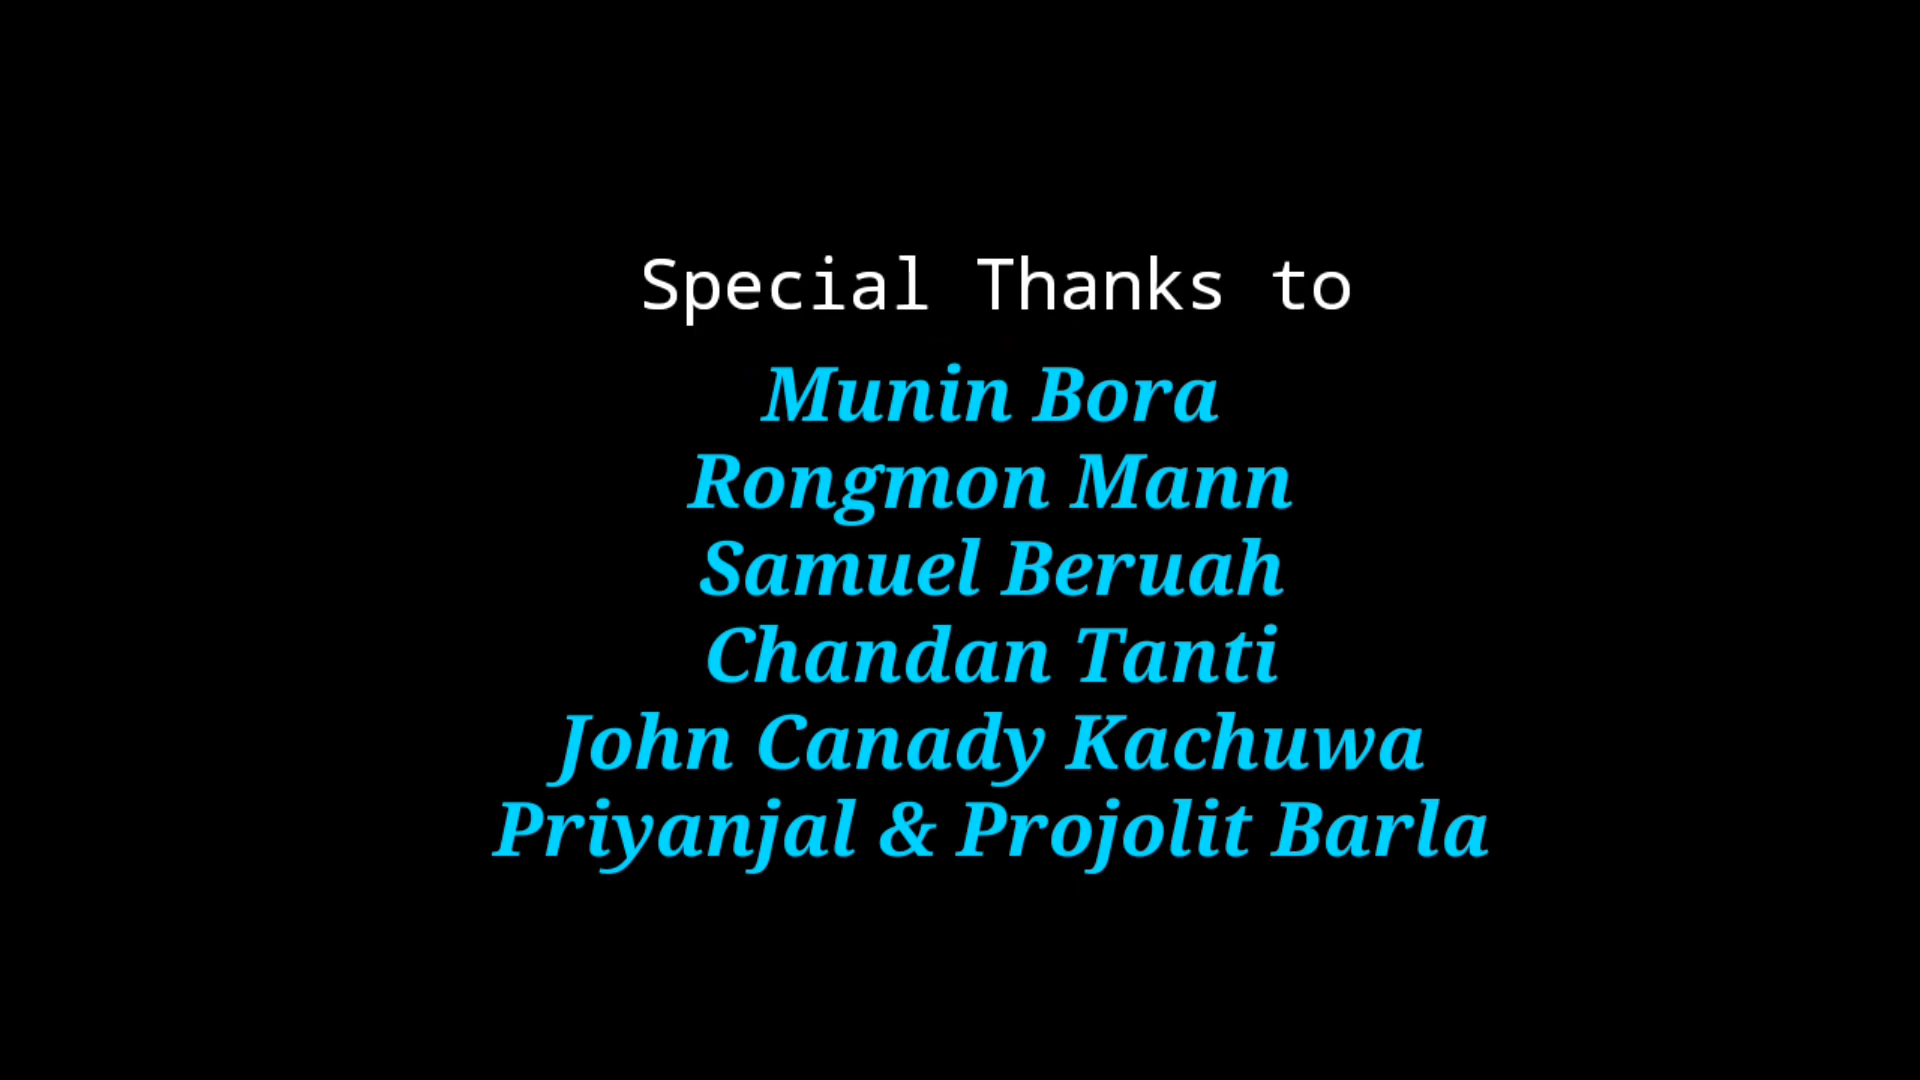 Special Thanks to
Munin Bora
Rongmon Mann
Samuel Beruah
Chandan Tanti
John Canady Kachuwa
Priyanjal & Projolit Barla